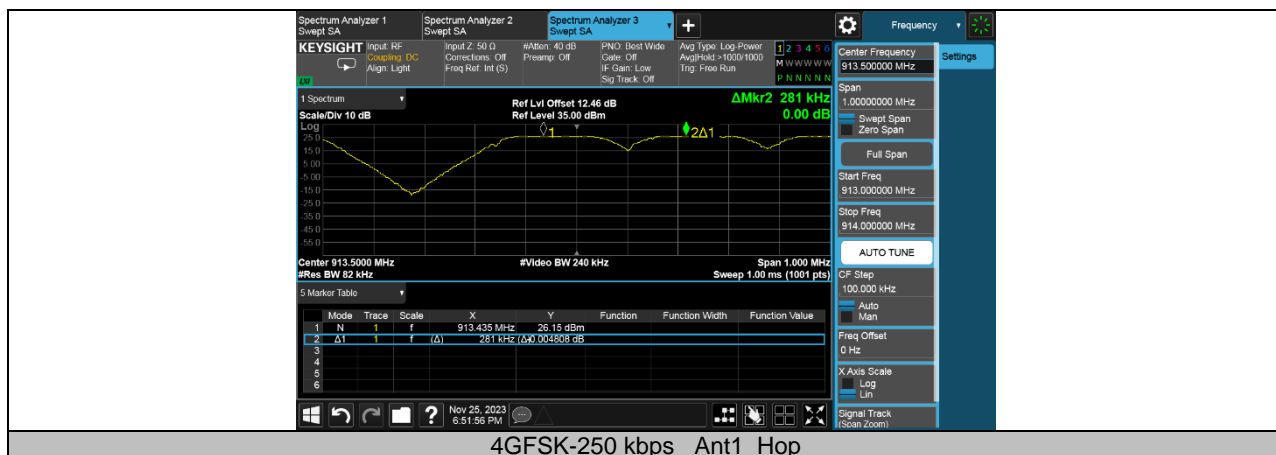 Spectrum Analyzer 1
Swept SA
Spectrum Analyzer 2
Swept SA
Spectrum Analyzer 3
Swept SA
Frequency
KEYSIGHT
Input: RF
Coupling: DC
Align: Light
Input Z: 50 Ω
Corrections: Off
Freq Ref: Int (S)
#Atten: 40 dB
Preamp: Off
PNO: Best Wide
Gate: Off
IF Gain: Low
Sig Track: Off
Avg Type: Log-Power
Avg|Hold:>1000/1000
Trig: Free Run
1 2 3 4 5 6
M W W W W W
P N N N N N
LXI
1 Spectrum
Scale/Div 10 dB
Ref Lvl Offset 12.46 dB
Ref Level 35.00 dBm
ΔMkr2 281 kHz
0.00 dB
Log
25.0
15.0
5.00
-5.00
-15.0
-25.0
-35.0
-45.0
-55.0
1
2Δ1
Center 913.5000 MHz
#Res BW 82 kHz
#Video BW 240 kHz
Span 1.000 MHz
Sweep 1.00 ms (1001 pts)
5 Marker Table
Mode Trace Scale X Y Function Function Width Function Value
1 N 1 f 913.435 MHz 26.15 dBm
2 Δ1 1 f (Δ) 281 kHz (Δ) 0.004808 dB
3
4
5
6
Nov 25, 2023
6:51:56 PM
Center Frequency
913.500000 MHz
Settings
Span
1.00000000 MHz
Swept Span
Zero Span
Full Span
Start Freq
913.000000 MHz
Stop Freq
914.000000 MHz
AUTO TUNE
CF Step
100.000 kHz
Auto
Man
Freq Offset
0 Hz
X Axis Scale
Log
Lin
Signal Track
(Span Zoom)
4GFSK-250 kbps_Ant1_Hop